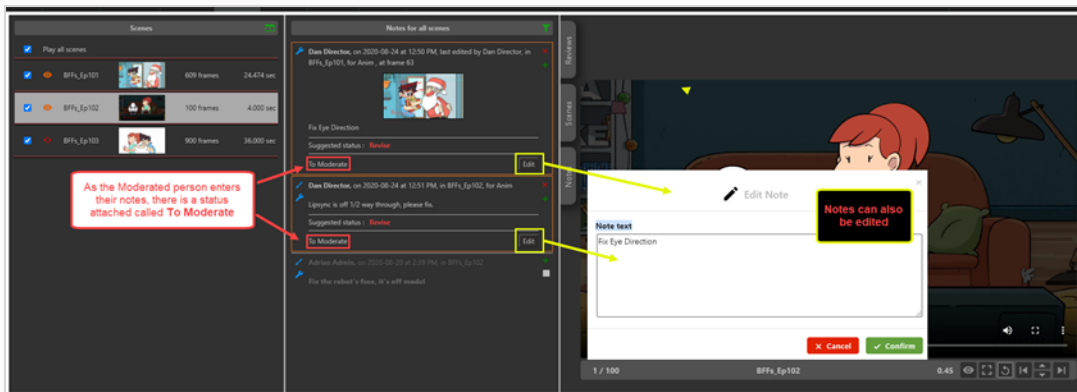 Scenes
Play all scenes
BFFs_Ep101 609 frames 24.474 sec
BFFs_Ep102 100 frames 4.000 sec
BFFs_Ep103 900 frames 36.000 sec
As the Moderated person enters
their notes, there is a status
attached called To Moderate
Notes for all scenes
Dan Director, on 2020-08-24 at 12:50 PM, last edited by Dan Director, in
BFFs_Ep101, for Anim , at frame 63
Fix Eye Direction
Suggested status : Revise
To Moderate Edit
Dan Director, on 2020-08-24 at 12:51 PM, in BFFs_Ep102, for Anim
Lipsync is off 1/2 way through, please fix.
Suggested status : Revise
To Moderate Edit
Adrian Admin, on 2020-08-20 at 2:39 PM, in BFFs_Ep102
Fix the robot's face, it's off model
Reviews
Scenes
Notes
Edit Note
×
Notes can also
be edited
Note text
Fix Eye Direction
× Cancel
✓ Confirm
1 / 100 BFFs_Ep102 0.45